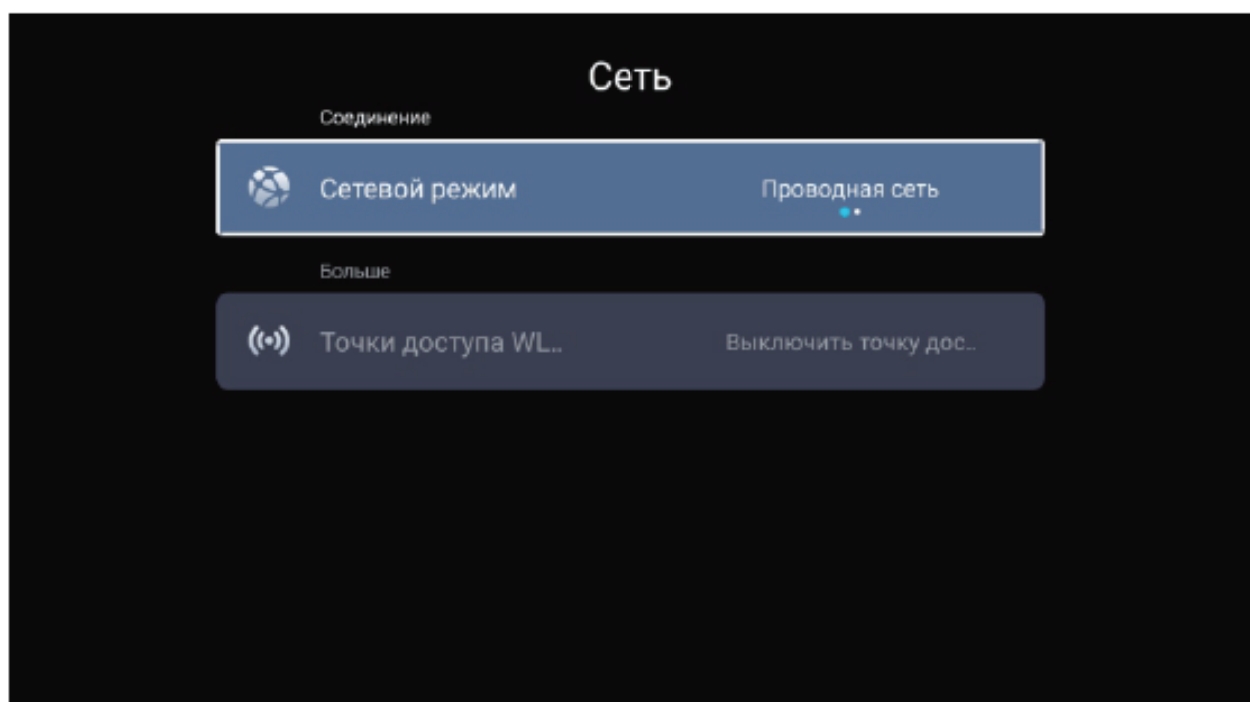 Сеть
Соединение
Сетевой режим Проводная сеть
Больше
Точки доступа WL... Выключить точку дос...